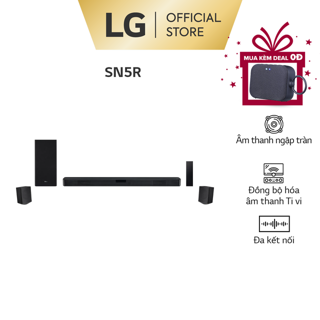 LG
OFFICIAL
STORE
MUA KÈM DEAL 0Đ
SN5R
Âm thanh ngập tràn
Đồng bộ hóa
âm thanh Ti vi
Đa kết nối